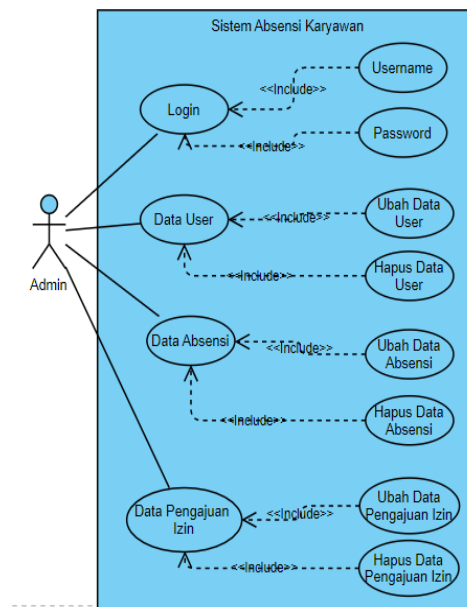 Sistem Absensi Karyawan
Username
<<Include>>
Login
Password
<<Include>>
Admin
Data User
Ubah Data
User
<<Include>>
Hapus Data
User
<<Include>>
Data Absensi
Ubah Data
Absensi
<<Include>>
Hapus Data
Absensi
<<Include>>
Data Pengajuan
Izin
Ubah Data
Pengajuan Izin
<<Include>>
Hapus Data
Pengajuan Izin
<<Include>>